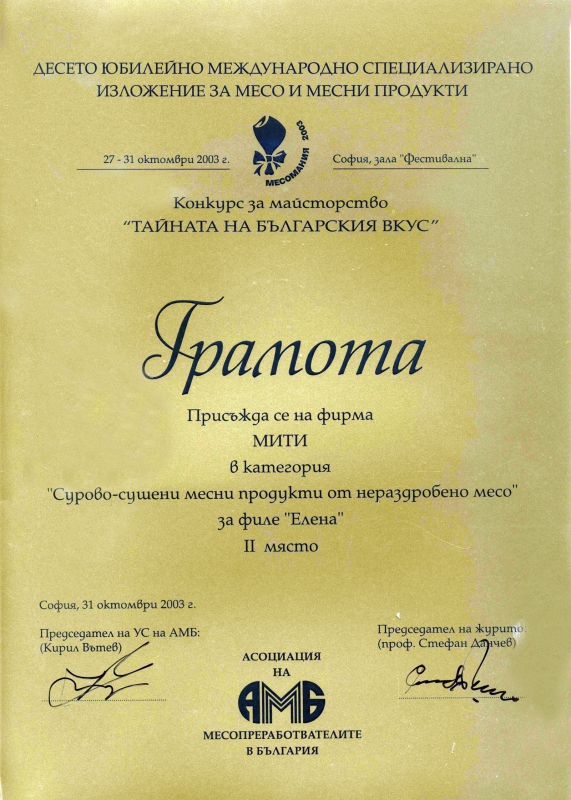 ДЕСЕТО ЮБИЛЕЙНО МЕЖДУНАРОДНО СПЕЦИАЛИЗИРАНО
ИЗЛОЖЕНИЕ ЗА МЕСО И МЕСНИ ПРОДУКТИ
27 - 31 октомври 2003 г.
МЕСОМАНИЯ 2003
София, зала "Фестивална"
Конкурс за майсторство
“ТАЙНАТА НА БЪЛГАРСКИЯ ВКУС”
Грамота
Присъжда се на фирма
МИТИ
в категория
"Сурово-сушени месни продукти от нераздробено месо"
за филе "Елена"
II място
София, 31 октомври 2003 г.
Председател на УС на АМБ:
(Кирил Вътев)
Председател на журито:
(проф. Стефан Данчев)
АСОЦИАЦИЯ
НА
АМБ
МЕСОПРЕРАБОТВАТЕЛИТЕ
В БЪЛГАРИЯ